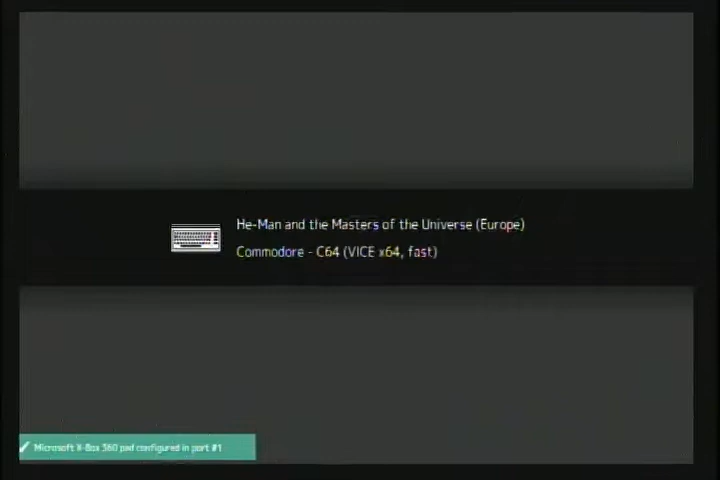 He-Man and the Masters of the Universe (Europe)
Commodore - C64 (VICE x64, fast)
Microsoft X-Box 360 pad configured in port #1